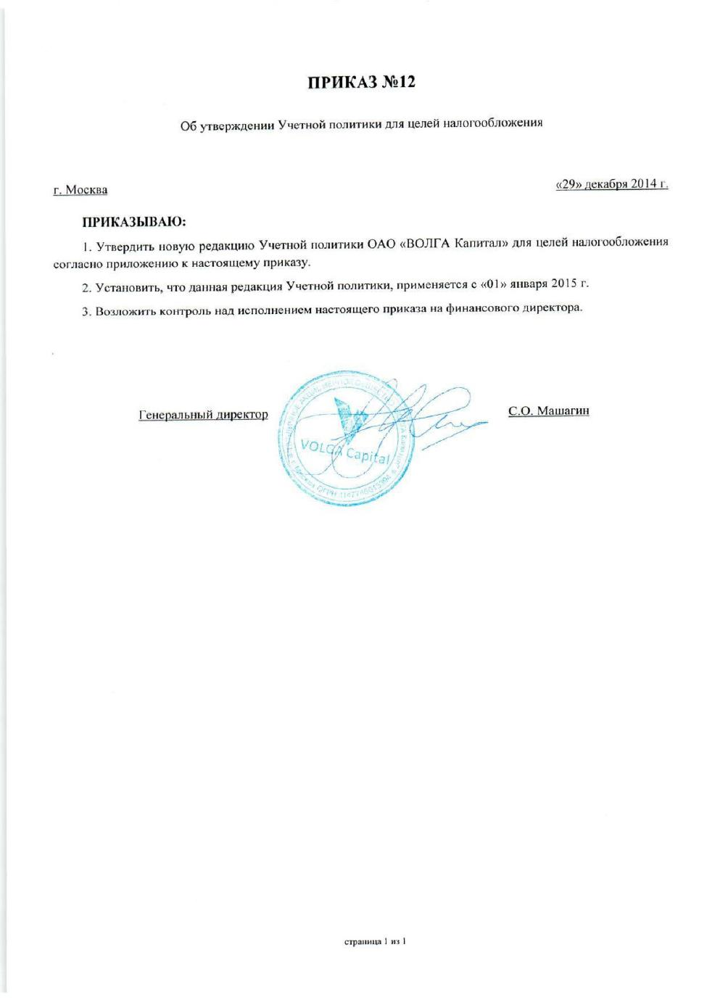 ПРИКАЗ №12
Об утверждении Учетной политики для целей налогообложения
г. Москва
«29» декабря 2014 г.
ПРИКАЗЫВАЮ:
1. Утвердить новую редакцию Учетной политики ОАО «ВОЛГА Капитал» для целей налогообложения
согласно приложению к настоящему приказу.
2. Установить, что данная редакция Учетной политики, применяется с «01» января 2015 г.
3. Возложить контроль над исполнением настоящего приказа на финансового директора.
Генеральный директор
VOLGA Capital
г. Москва ОГРН
С.О. Машагин
страница 1 из 1